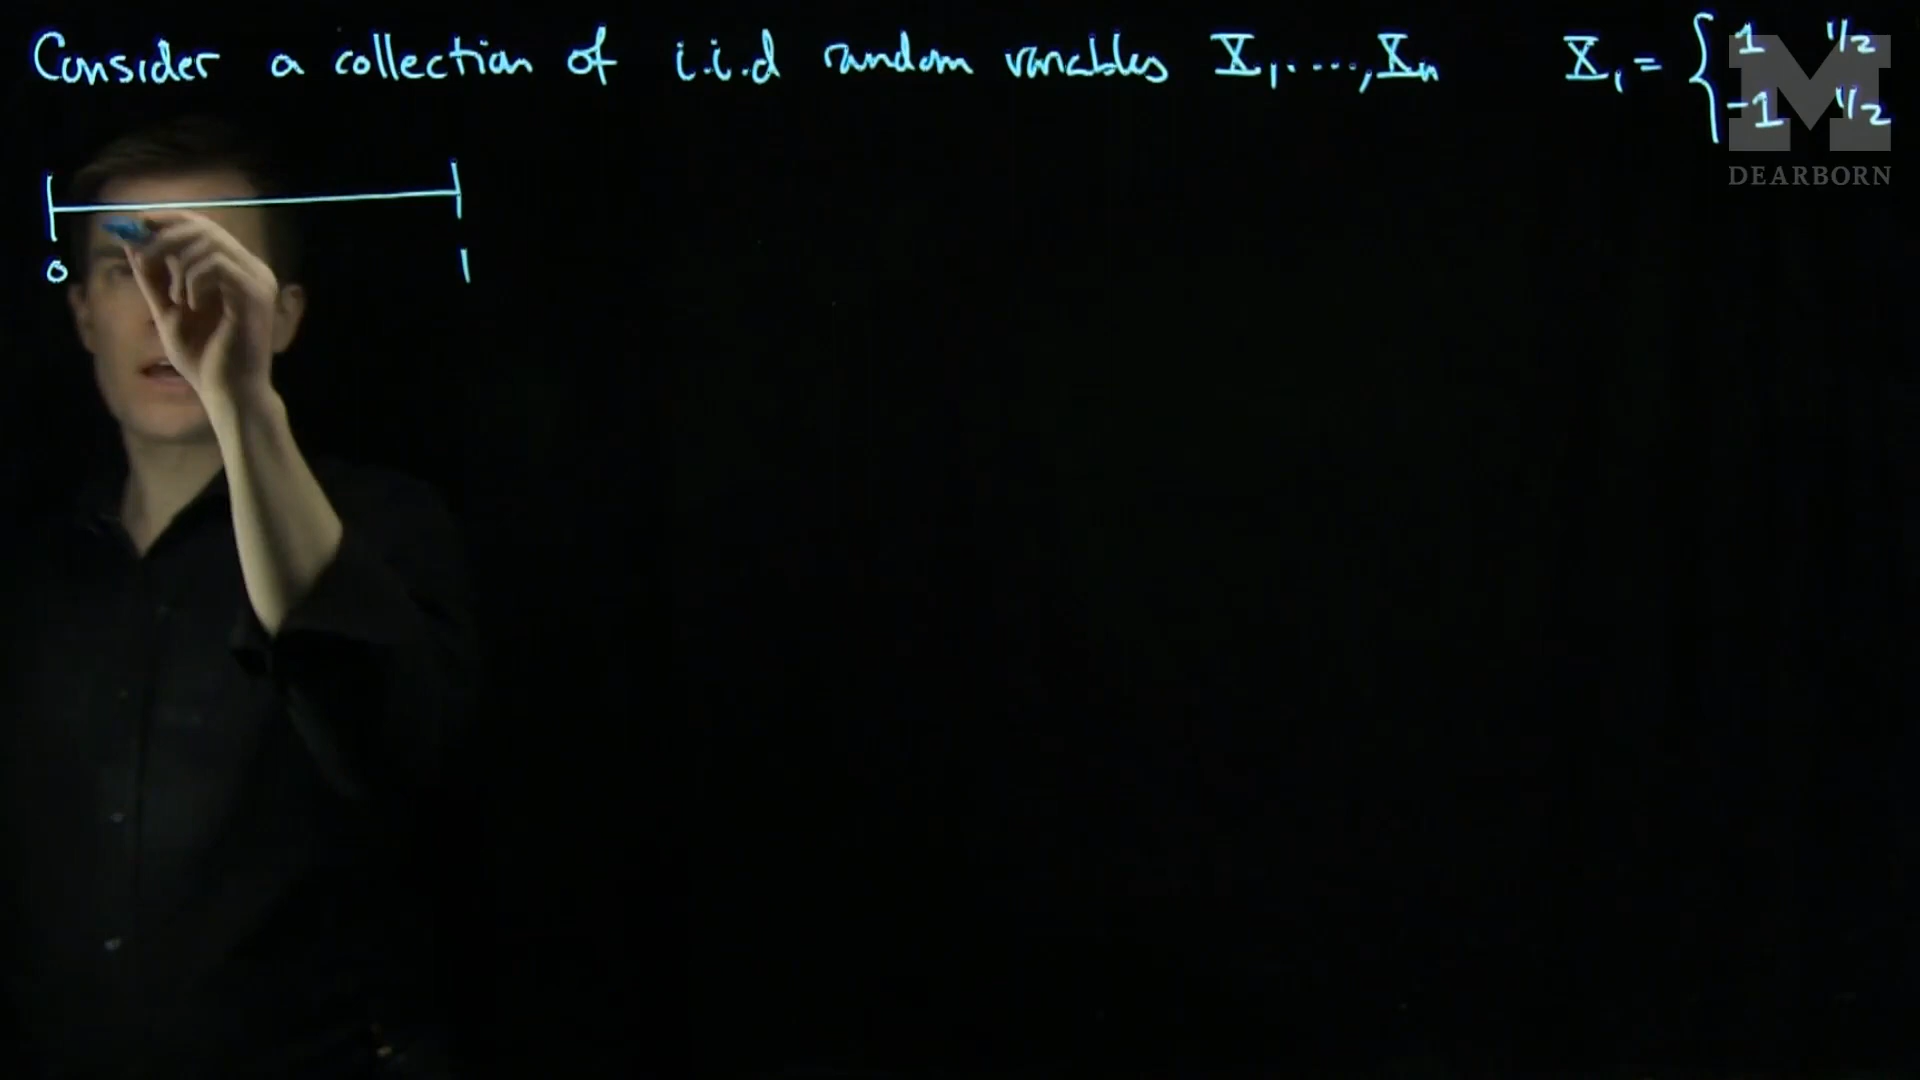 Consider a collection of i.i.d random variables X₁,...,Xₙ X₁ = { 1 1/2
-1 1/2
M
DEARBORN
0 1